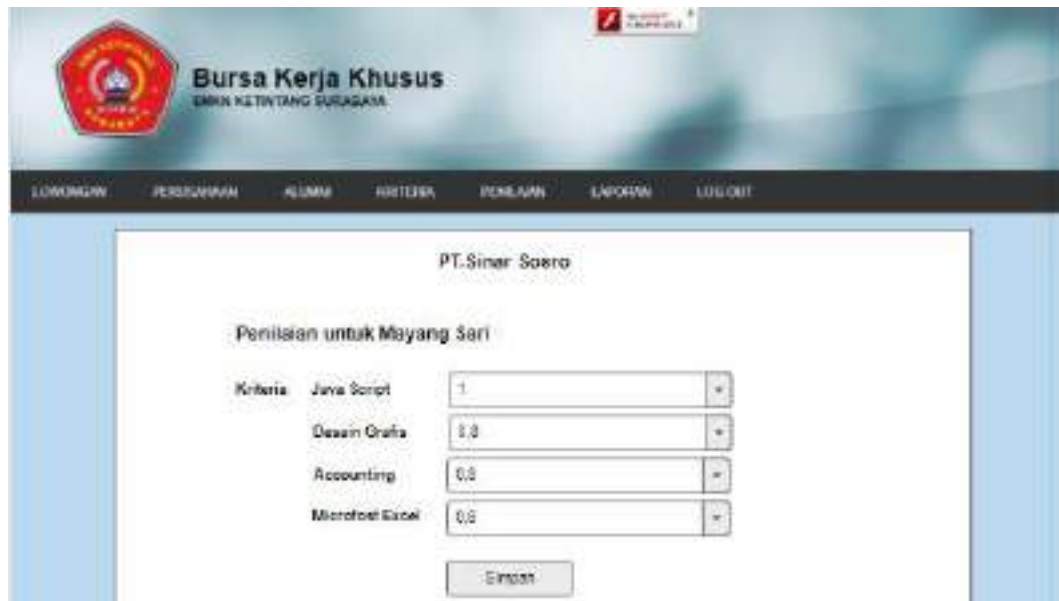 Bursa Kerja Khusus
SMKN KETINTANG SURABAYA
LOWONGAN PERUSAHAAN ALUMNI KRITERIA PENILAIAN LAPORAN LOG OUT
PT.Sinar Sosro
Penilaian untuk Mayang Sari
Kriteria Java Script 1
Desain Grafis
Accounting
Microfost Excel
Simpan